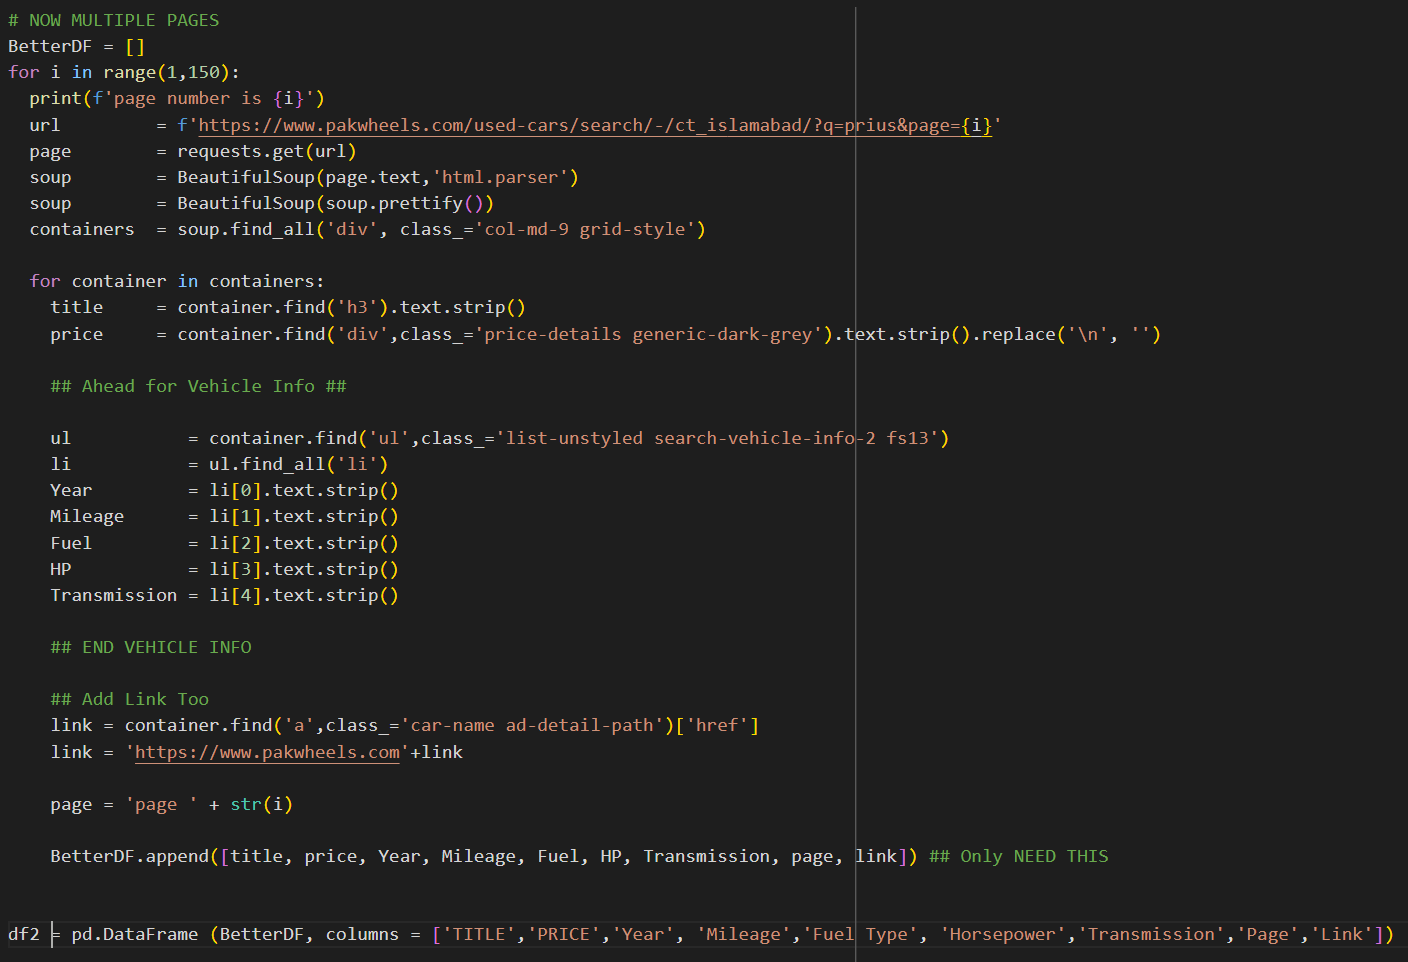 # NOW MULTIPLE PAGES
BetterDF = []
for i in range(1,150):
  print(f'page number is {i}')
  url         = f'https://www.pakwheels.com/used-cars/search/-/ct_islamabad/?q=prius&page={i}'
  page        = requests.get(url)
  soup        = BeautifulSoup(page.text,'html.parser')
  soup        = BeautifulSoup(soup.prettify())
  containers  = soup.find_all('div', class_='col-md-9 grid-style')

  for container in containers:
    title     = container.find('h3').text.strip()
    price     = container.find('div',class_='price-details generic-dark-grey').text.strip().replace('\n', '')

    ## Ahead for Vehicle Info ##

    ul           = container.find('ul',class_='list-unstyled search-vehicle-info-2 fs13')
    li           = ul.find_all('li')
    Year         = li[0].text.strip()
    Mileage      = li[1].text.strip()
    Fuel         = li[2].text.strip()
    HP           = li[3].text.strip()
    Transmission = li[4].text.strip()

    ## END VEHICLE INFO

    ## Add Link Too
    link = container.find('a',class_='car-name ad-detail-path')['href']
    link = 'https://www.pakwheels.com'+link

    page = 'page ' + str(i)

    BetterDF.append([title, price, Year, Mileage, Fuel, HP, Transmission, page, link]) ## Only NEED THIS


df2 = pd.DataFrame (BetterDF, columns = ['TITLE','PRICE','Year', 'Mileage','Fuel Type', 'Horsepower','Transmission','Page','Link'])